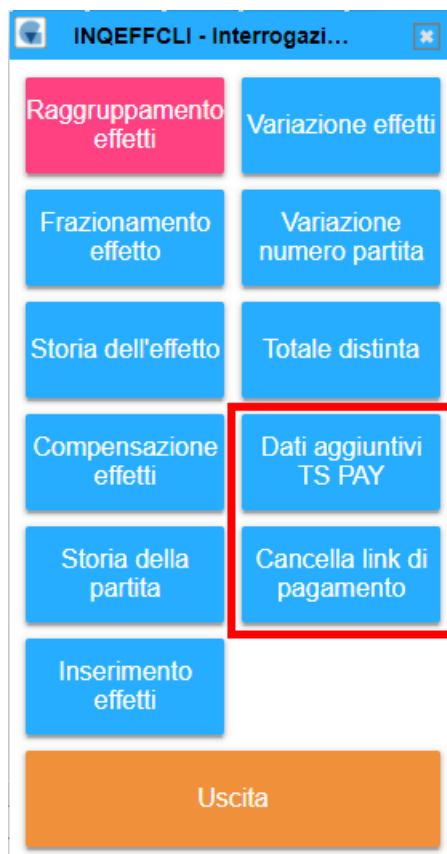 INQEFFCLI - Interrogazi...
Raggruppamento
effetti
Variazione effetti
Frazionamento
effetto
Variazione
numero partita
Storia dell'effetto
Totale distinta
Compensazione
effetti
Dati aggiuntivi
TS PAY
Storia della
partita
Cancella link di
pagamento
Inserimento
effetti
Uscita